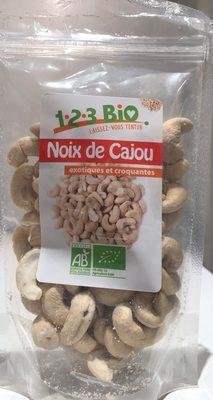 1·2·3 BiO
LAISSEZ-VOUS TENTER
Noix de Cajou
exotiques et croquantes
AB